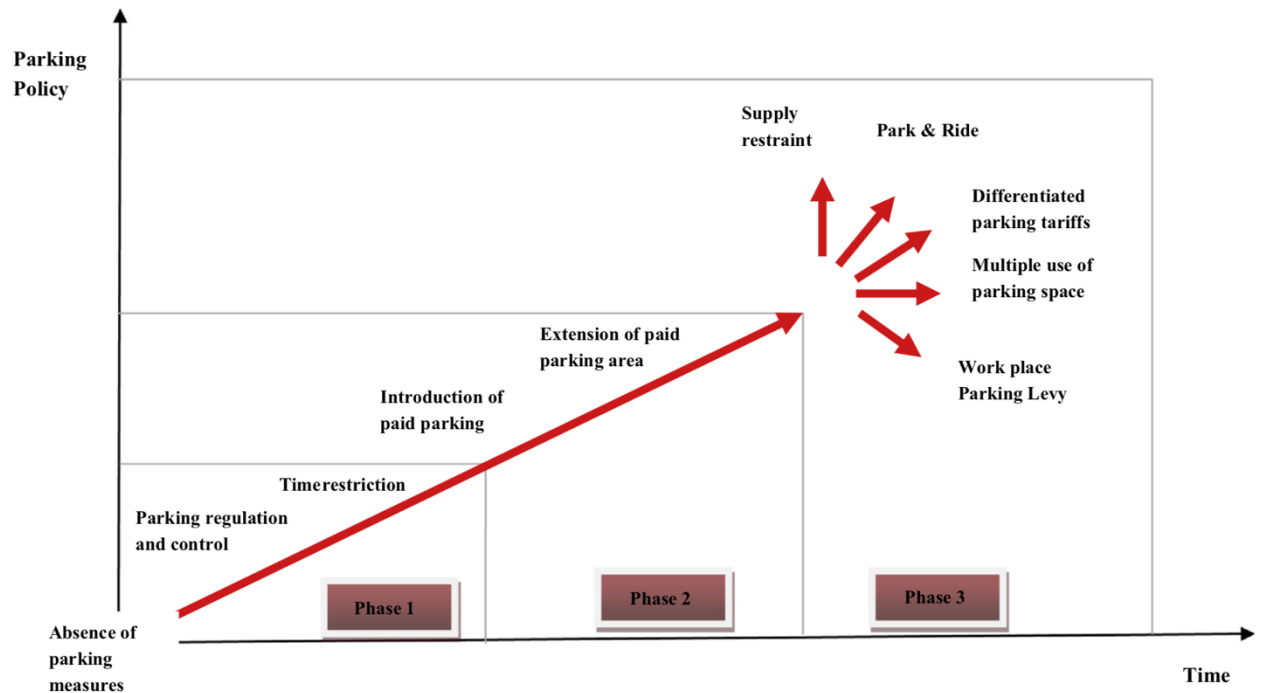 Parking
Policy
Supply
restraint
Park & Ride
Differentiated
parking tariffs
Multiple use of
parking space
Work place
Parking Levy
Extension of paid
parking area
Introduction of
paid parking
Time restriction
Parking regulation
and control
Phase 1
Phase 2
Phase 3
Absence of
parking
measures
Time